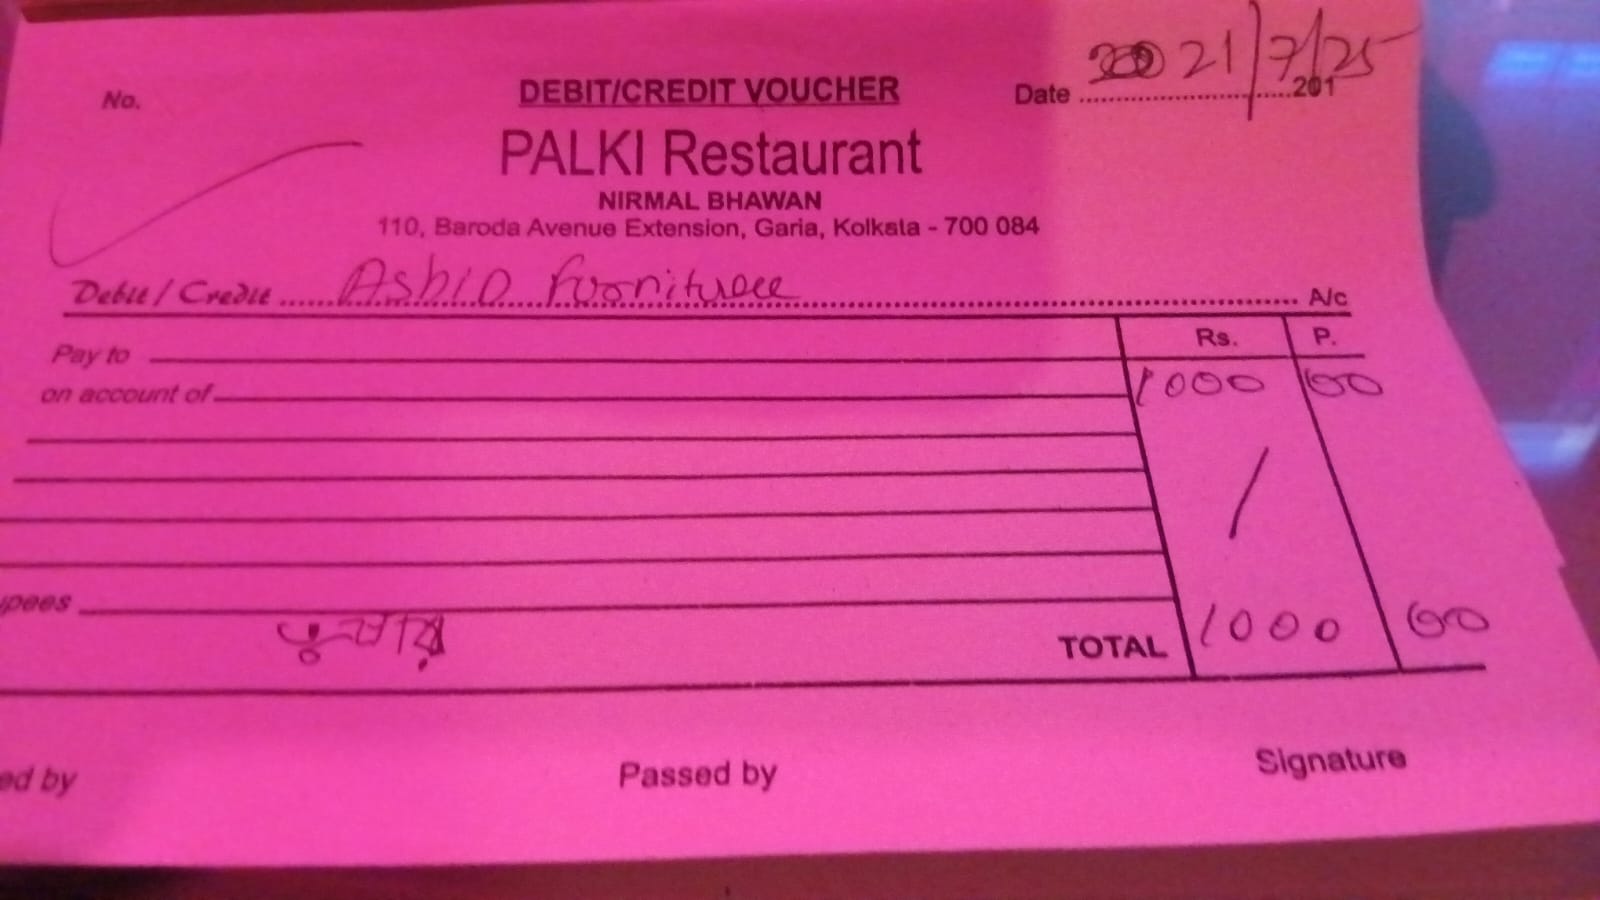 No.
DEBIT/CREDIT VOUCHER
Date 21/7/25 201
PALKI Restaurant
NIRMAL BHAWAN
110, Baroda Avenue Extension, Garia, Kolkata - 700 084
Debit / Credit Ashid Furniture A/c
Rs. P.
Pay to
on account of 1000 00
upees
TOTAL 1000 00
ed by Passed by Signature